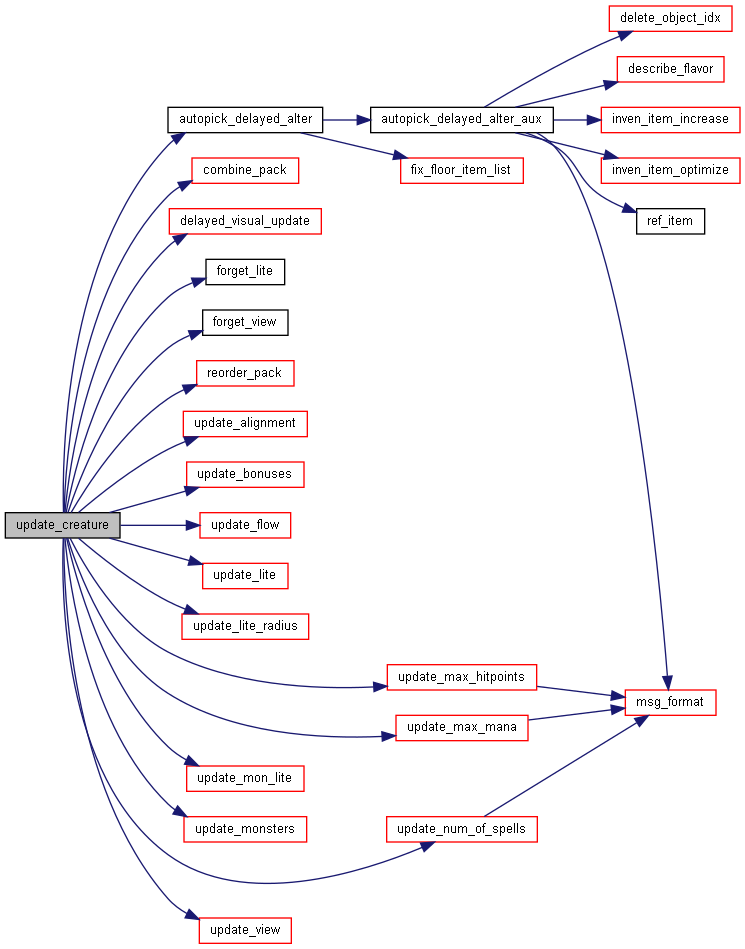 delete_object_idx
describe_flavor
autopick_delayed_alter
autopick_delayed_alter_aux
inven_item_increase
combine_pack
fix_floor_item_list
inven_item_optimize
delayed_visual_update
ref_item
forget_lite
forget_view
reorder_pack
update_alignment
update_bonuses
update_creature
update_flow
update_lite
update_lite_radius
update_max_hitpoints
msg_format
update_max_mana
update_mon_lite
update_monsters
update_num_of_spells
update_view